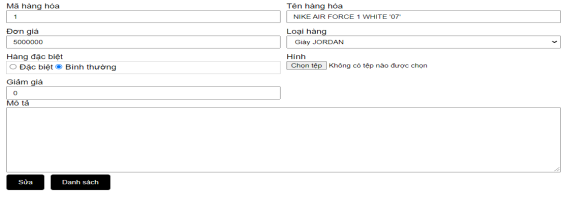 Mã hàng hóa
Tên hàng hóa
1
NIKE AIR FORCE 1 WHITE '07'
Đơn giá
Loại hàng
5000000
Giày JORDAN
Hàng đặc biệt
Hình
Đặc biệt Bình thường
Chọn tệp Không có tệp nào được chọn
Giảm giá
0
Mô tả
Sửa
Danh sách